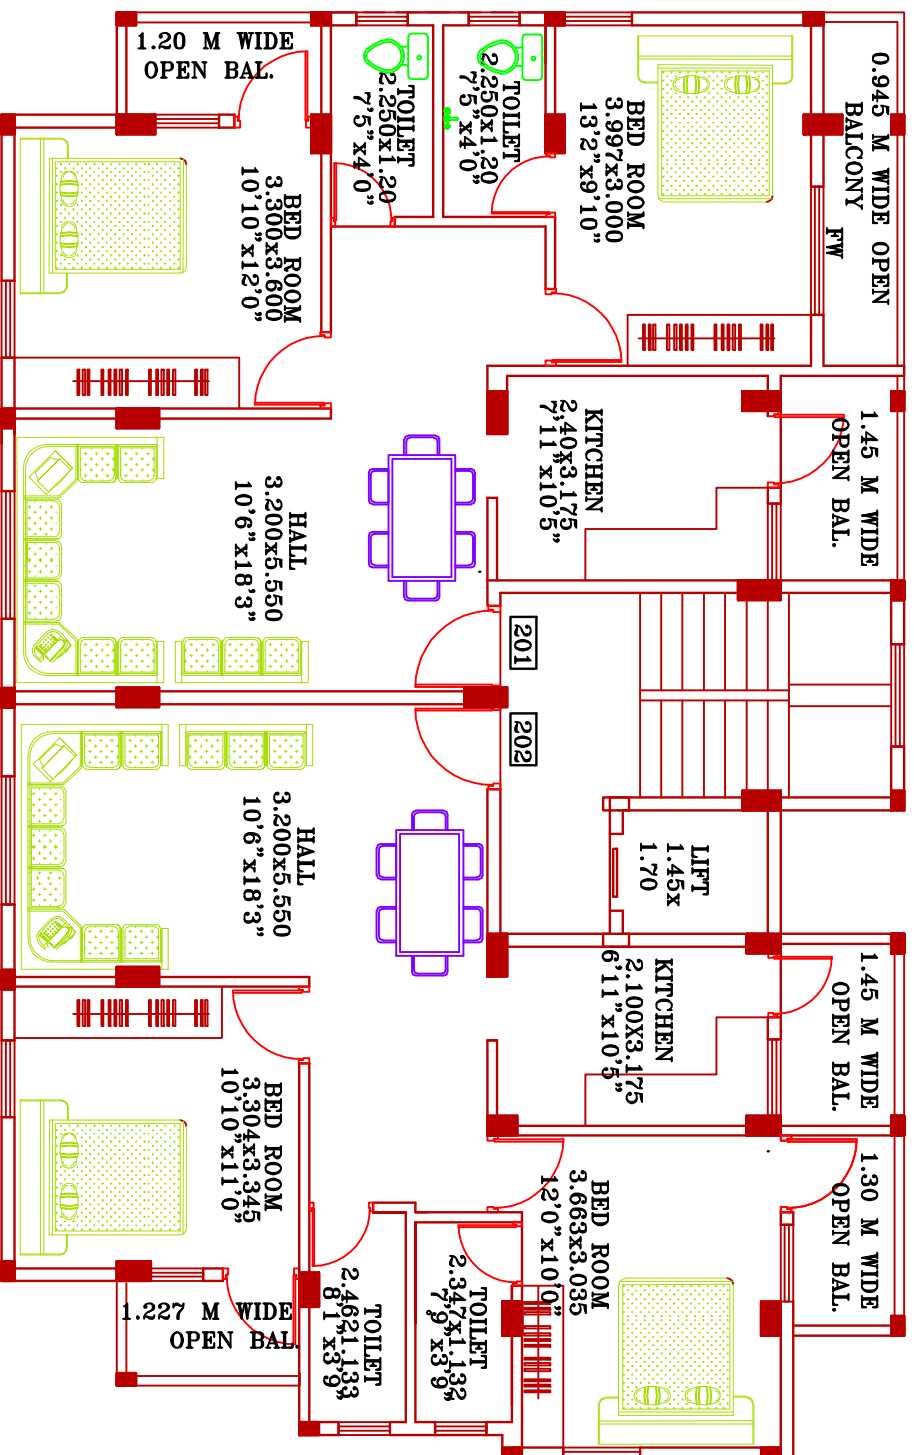 1.20 M WIDE
OPEN BAL.
TOILET
2.250x1.20
7'5"x4'0"
TOILET
2.250x1.20
7'5"x4'0"
BED ROOM
3.997x3.000
13'2"x9'10"
0.945 M WIDE OPEN
BALCONY
FW
BED ROOM
3.300x3.600
10'10"x12'0"
KITCHEN
2.40x3.175
7'11"x10'5"
1.45 M WIDE
OPEN BAL.
HALL
3.200x5.550
10'6"x18'3"
201
202
HALL
3.200x5.550
10'6"x18'3"
LIFT
1.45x
1.70
KITCHEN
2.100X3.175
6'11"x10'5"
1.45 M WIDE
OPEN BAL.
BED ROOM
3.304x3.345
10'10"x11'0"
BED ROOM
3.663x3.035
12'0"x10'0"
1.30 M WIDE
OPEN BAL.
1.227 M WIDE
OPEN BAL.
TOILET
2.4621.133
8'1"x3'9"
TOILET
2.347x1.132
7'9"x3'9"